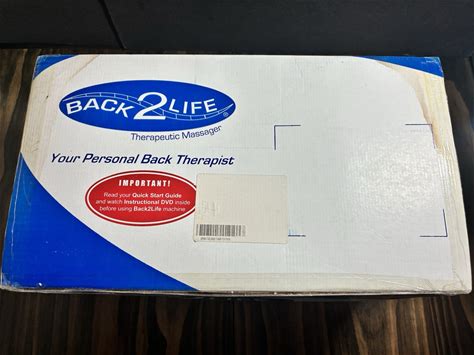 BACK2LIFE®
Therapeutic Massager
Your Personal Back Therapist
IMPORTANT!
Read your Quick Start Guide
and watch Instructional DVD inside
before using Back2Life machine